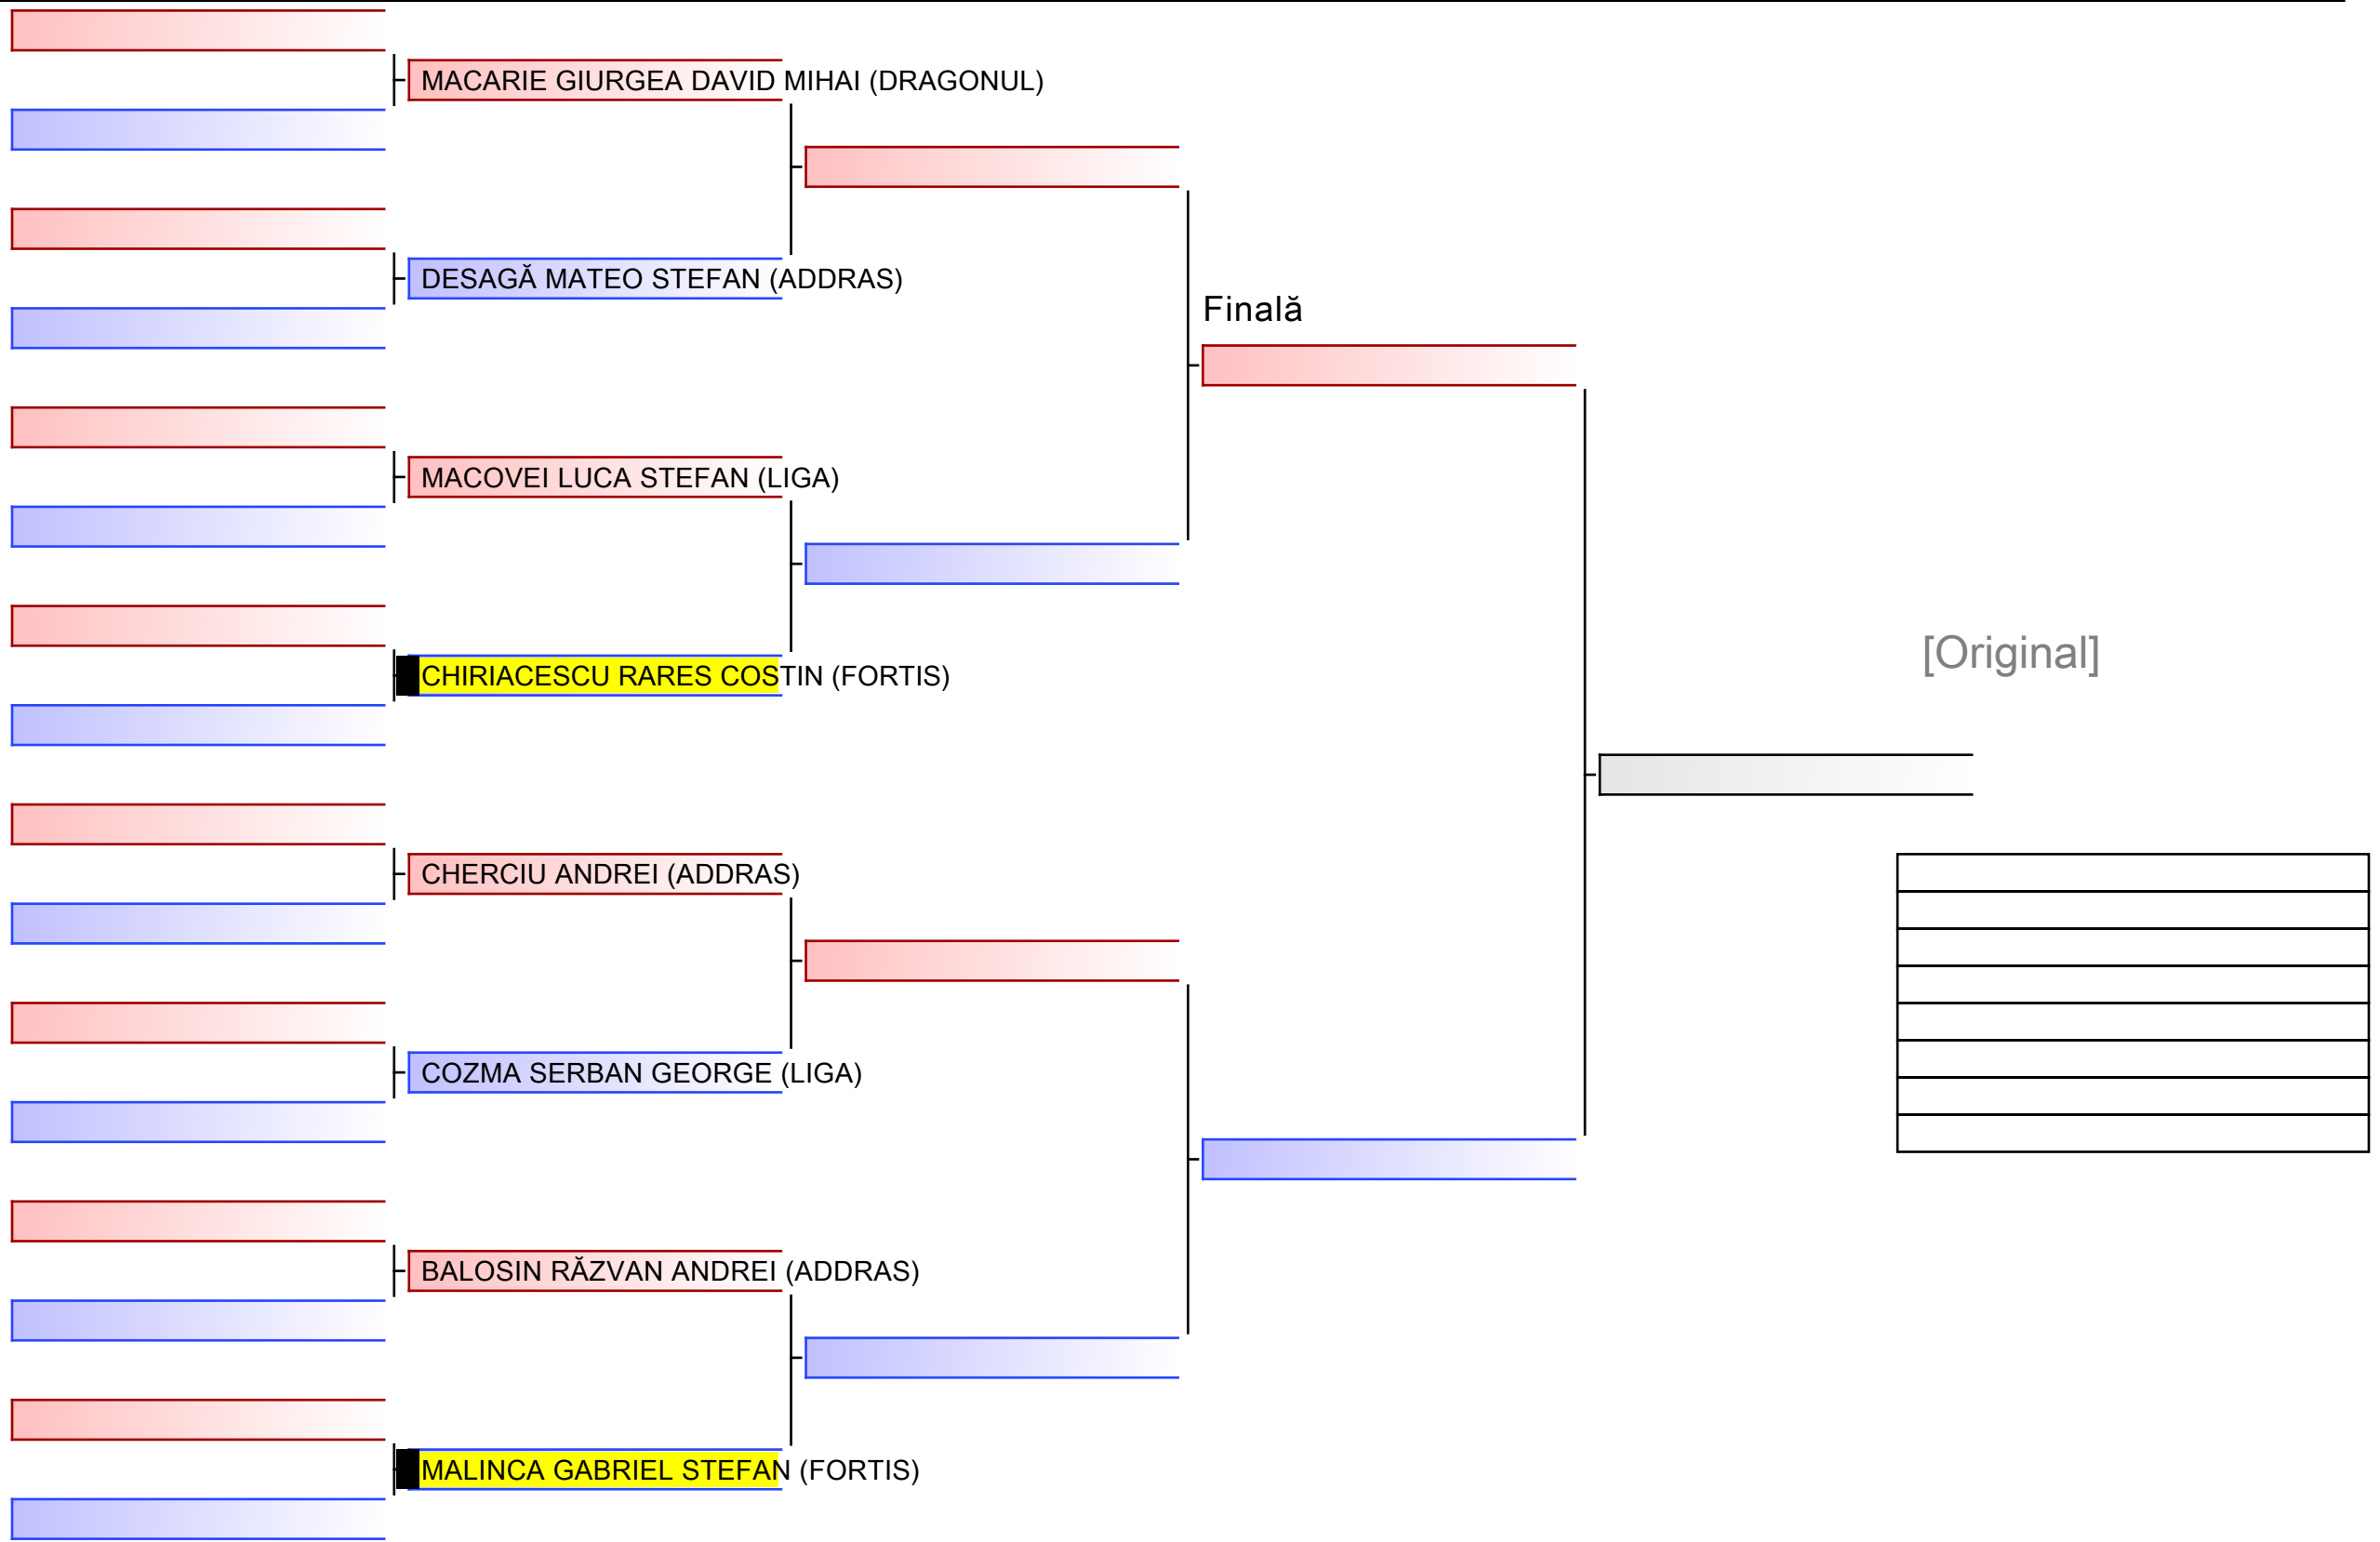 MACARIE GIURGEA DAVID MIHAI (DRAGONUL)
DESAGĂ MATEO STEFAN (ADDRAS)
Finală
MACOVEI LUCA STEFAN (LIGA)
[Original]
CHIRIACESCU RARES COSTIN (FORTIS)
CHERCIU ANDREI (ADDRAS)
COZMA SERBAN GEORGE (LIGA)
BALOSIN RĂZVAN ANDREI (ADDRAS)
MALINCA GABRIEL STEFAN (FORTIS)